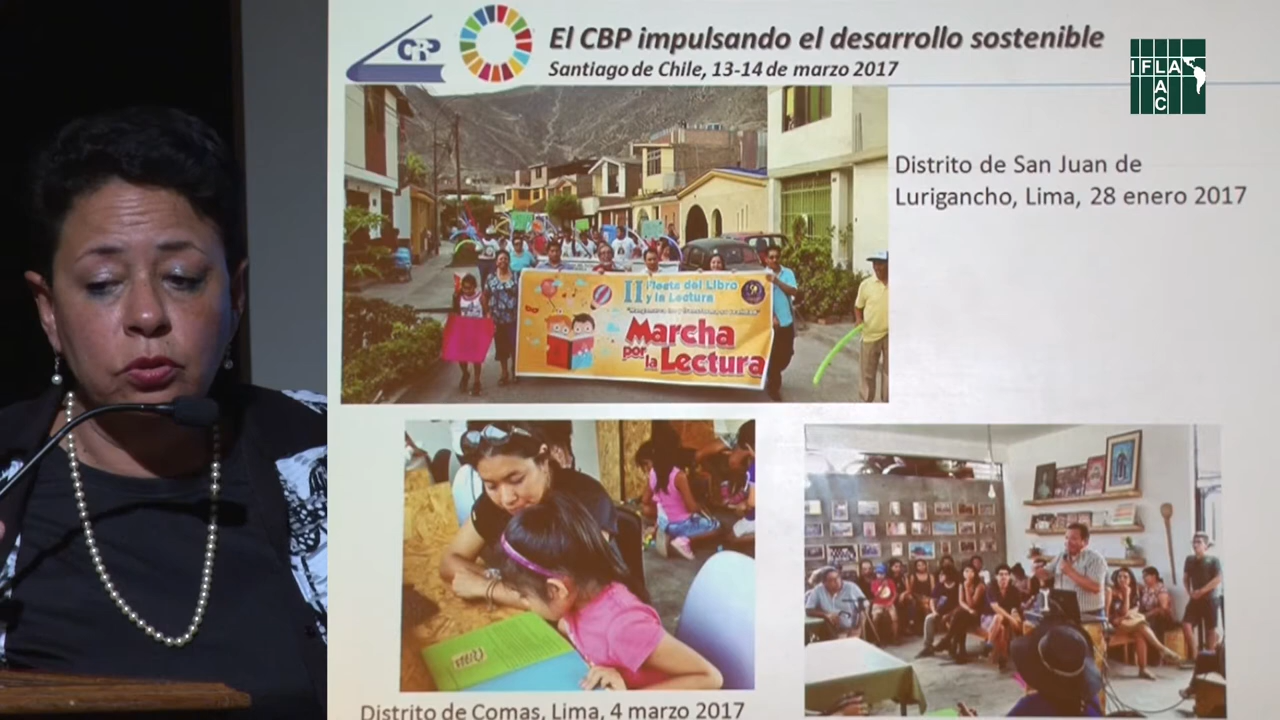 CBP
El CBP impulsando el desarrollo sostenible
Santiago de Chile, 13-14 de marzo 2017
IFLA
LAC
Distrito de San Juan de
Lurigancho, Lima, 28 enero 2017
II Fiesta del Libro
y la Lectura
Marcha
por la Lectura
Distrito de Comas, Lima, 4 marzo 2017